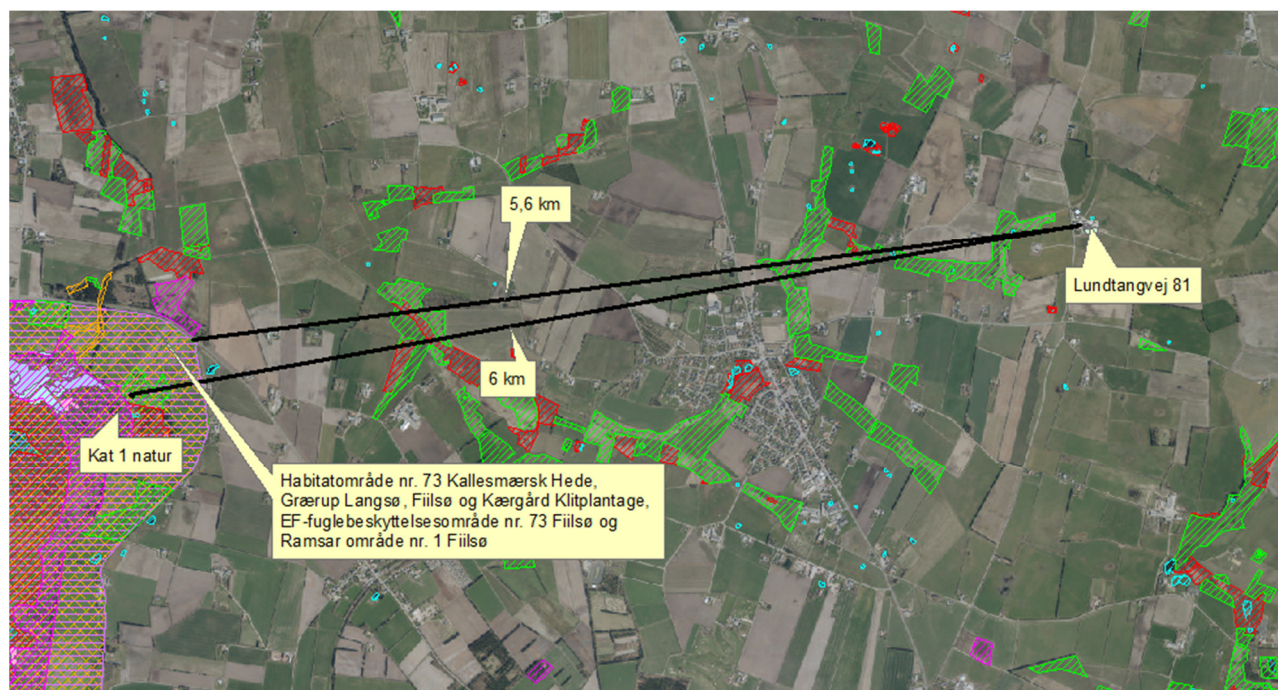 5,6 km
Lundtangvej 81
6 km
Kat 1 natur
Habitatområde nr. 73 Kallesmærsk Hede,
Grærup Langsø, Fiilsø og Kærgård Klitplantage,
EF-fuglebeskyttelsesområde nr. 73 Fiilsø og
Ramsar område nr. 1 Fiilsø